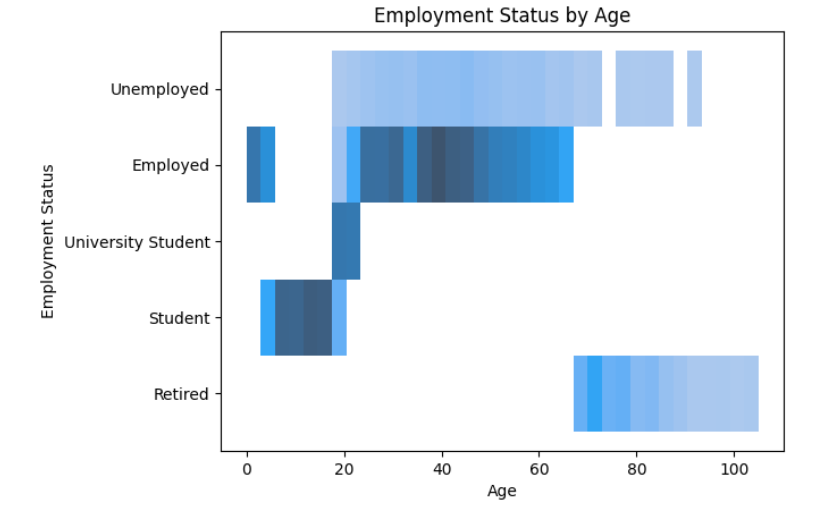 Employment Status by Age
Unemployed
Employed
University Student
Student
Retired
Employment Status
0 20 40 60 80 100
Age